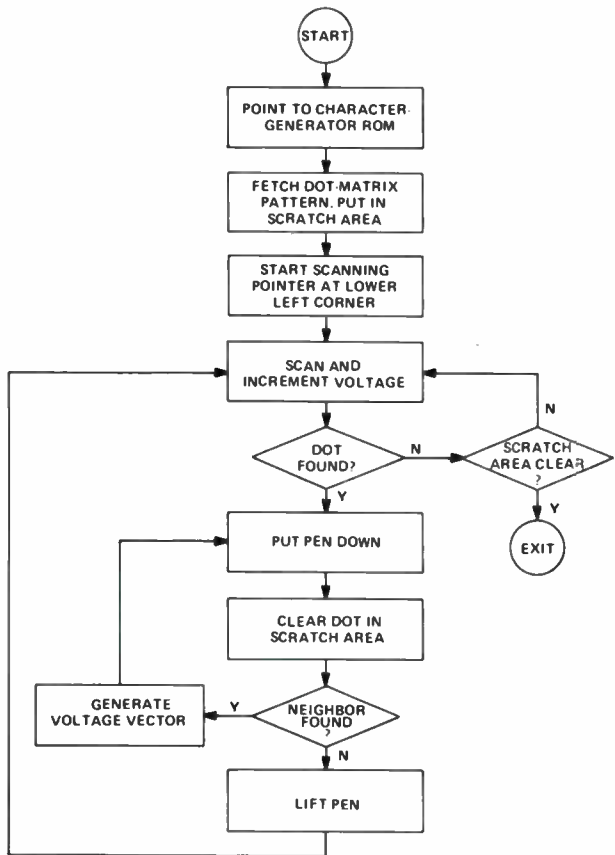 START
POINT TO CHARACTER-
GENERATOR ROM
FETCH DOT-MATRIX
PATTERN, PUT IN
SCRATCH AREA
START SCANNING
POINTER AT LOWER
LEFT CORNER
SCAN AND
INCREMENT VOLTAGE
N
DOT
FOUND?
N
SCRATCH
AREA CLEAR
?
Y
Y
PUT PEN DOWN
EXIT
CLEAR DOT IN
SCRATCH AREA
GENERATE
VOLTAGE VECTOR
Y
NEIGHBOR
FOUND
?
N
LIFT PEN